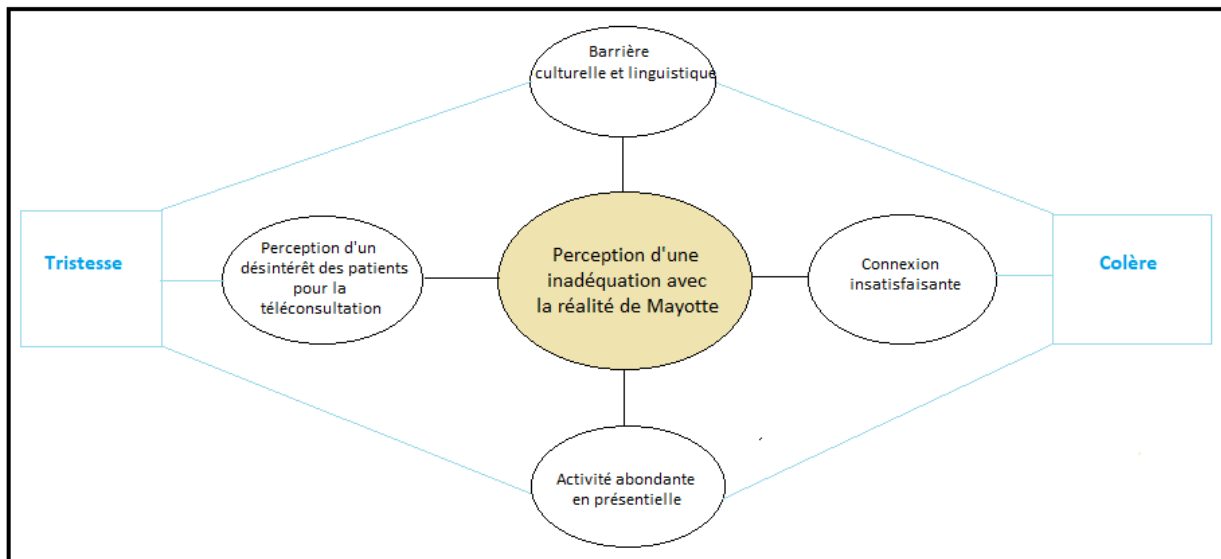 Barrière
culturelle et linguistique
Tristesse
Perception d'un
désintérêt des patients
pour la
téléconsultation
Perception d'une
inadéquation avec
la réalité de Mayotte
Connexion
insatisfaisante
Colère
Activité abondante
en présentielle